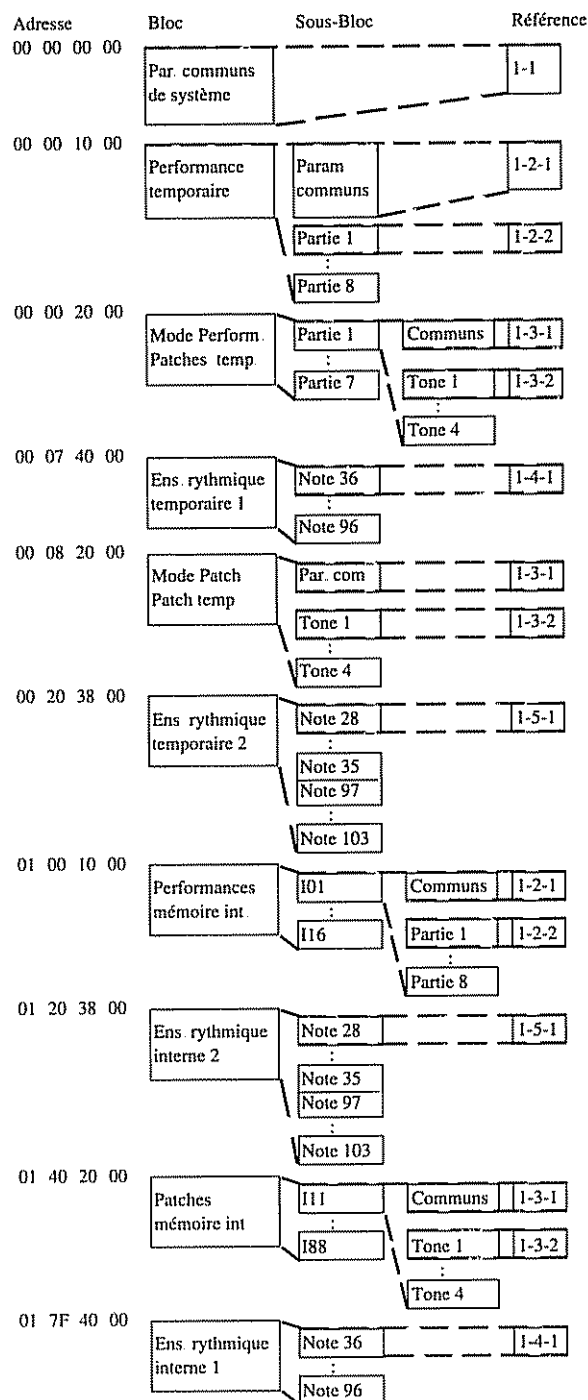 Adresse Bloc Sous-Bloc Référence
00 00 00 00
Par. communs 1-1
de système
00 00 10 00
Performance Param 1-2-1
temporaire communs
Partie 1 1-2-2
:
Partie 8
00 00 20 00
Mode Perform. Partie 1 Communs 1-3-1
Patches temp. :
Partie 7 Tone 1 1-3-2
:
Tone 4
00 07 40 00
Ens. rythmique Note 36 1-4-1
temporaire 1 :
Note 96
00 08 20 00
Mode Patch Par. com 1-3-1
Patch temp
Tone 1 1-3-2
:
Tone 4
00 20 38 00
Ens rythmique Note 28 1-5-1
temporaire 2 :
Note 35
Note 97
:
Note 103
01 00 10 00
Performances I01 Communs 1-2-1
mémoire int. :
I16 Partie 1 1-2-2
:
Partie 8
01 20 38 00
Ens. rythmique Note 28 1-5-1
interne 2 :
Note 35
Note 97
:
Note 103
01 40 20 00
Patches I11 Communs 1-3-1
mémoire int :
I88 Tone 1 1-3-2
:
Tone 4
01 7F 40 00
Ens. rythmique Note 36 1-4-1
interne 1 :
Note 96